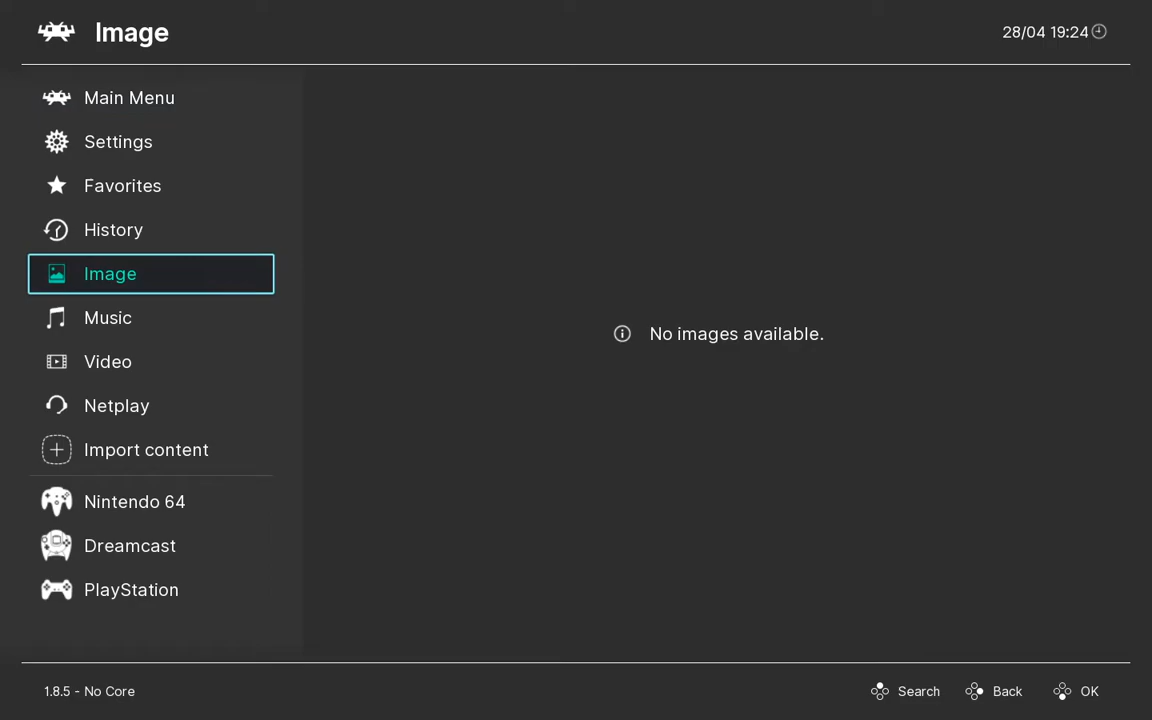 Image
28/04 19:24
Main Menu
Settings
Favorites
History
Image
Music
Video
Netplay
Import content
Nintendo 64
Dreamcast
PlayStation
No images available.
1.8.5 - No Core
Search
Back
OK